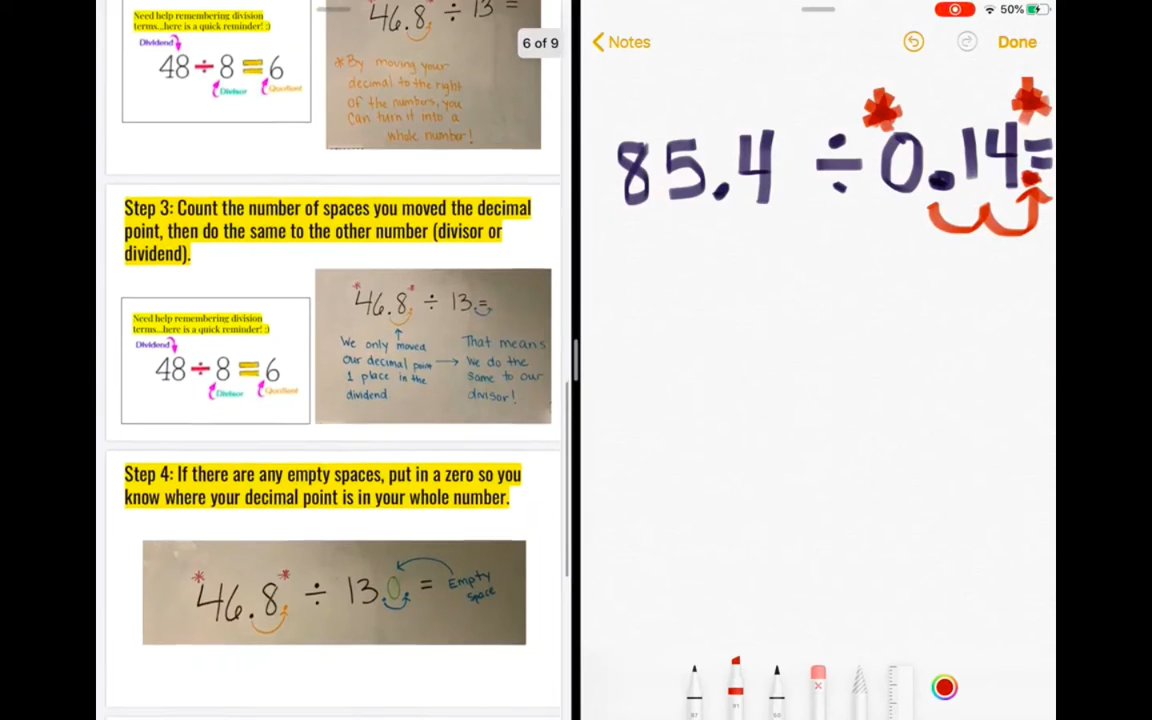 Need help remembering division
terms...here is a quick reminder! :)
Dividend
48 ÷ 8 = 6
Divisor
Quotient
46.8 ÷ 13 =
*By moving your
decimal to the right
of the numbers, you
can turn it into a
whole number!
6 of 9
Step 3: Count the number of spaces you moved the decimal
point, then do the same to the other number (divisor or
dividend).
Need help remembering division
terms...here is a quick reminder! :)
Dividend
48 ÷ 8 = 6
Divisor
Quotient
*46.8* ÷ 13. =
We only moved
our decimal point
1 place in the
dividend
That means
we do the
same to our
divisor!
Step 4: If there are any empty spaces, put in a zero so you
know where your decimal point is in your whole number.
*46.8* ÷ 13.0. =
Empty
space
50%
Notes
Done
85.4 ÷ *0.14.* =
97
91
50